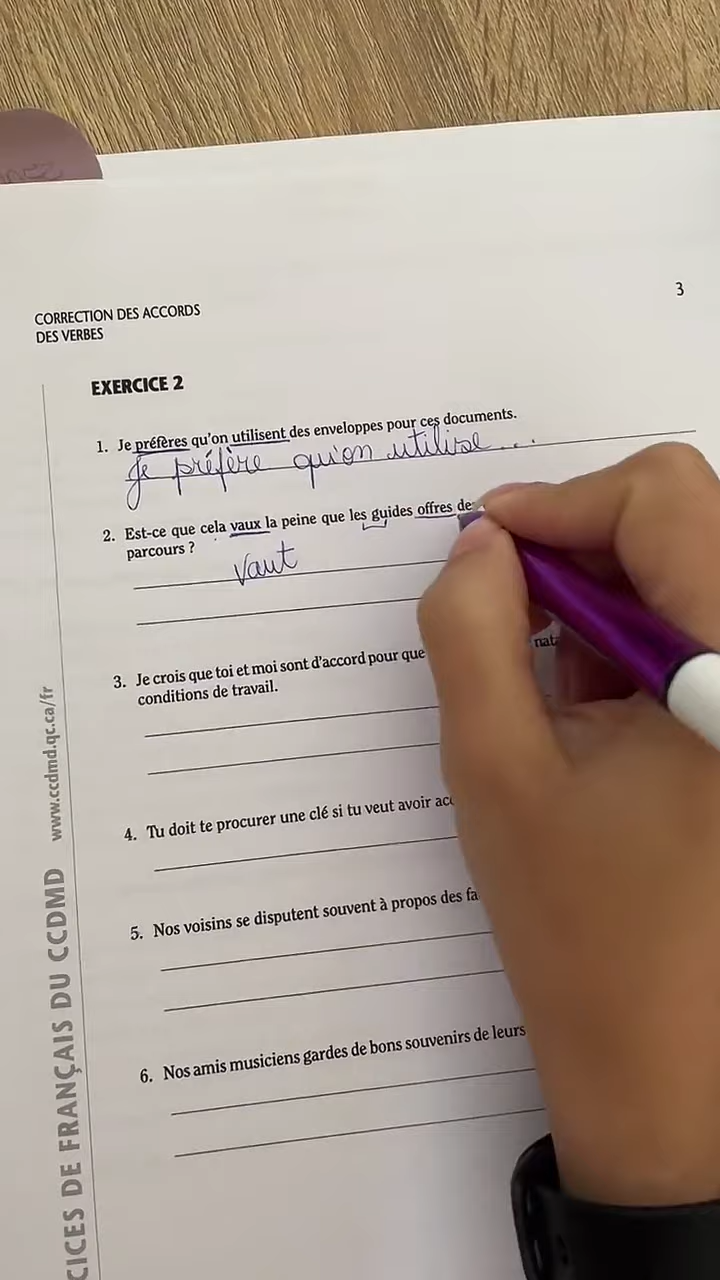 3
CORRECTION DES ACCORDS
DES VERBES
EXERCICE 2
1. Je préfères qu'on utilisent des enveloppes pour ces documents.
Je préfère qu'on utilise...
2. Est-ce que cela vaux la peine que les guides offres
parcours ?
vaut
3. Je crois que toi et moi sont d'accord pour que
conditions de travail.
4. Tu doit te procurer une clé si tu veut avoir
5. Nos voisins se disputent souvent à propos des
6. Nos amis musiciens gardes de bons souvenirs de leurs
CICES DE FRANÇAIS DU CCDMD www.ccdmd.qc.ca/fr